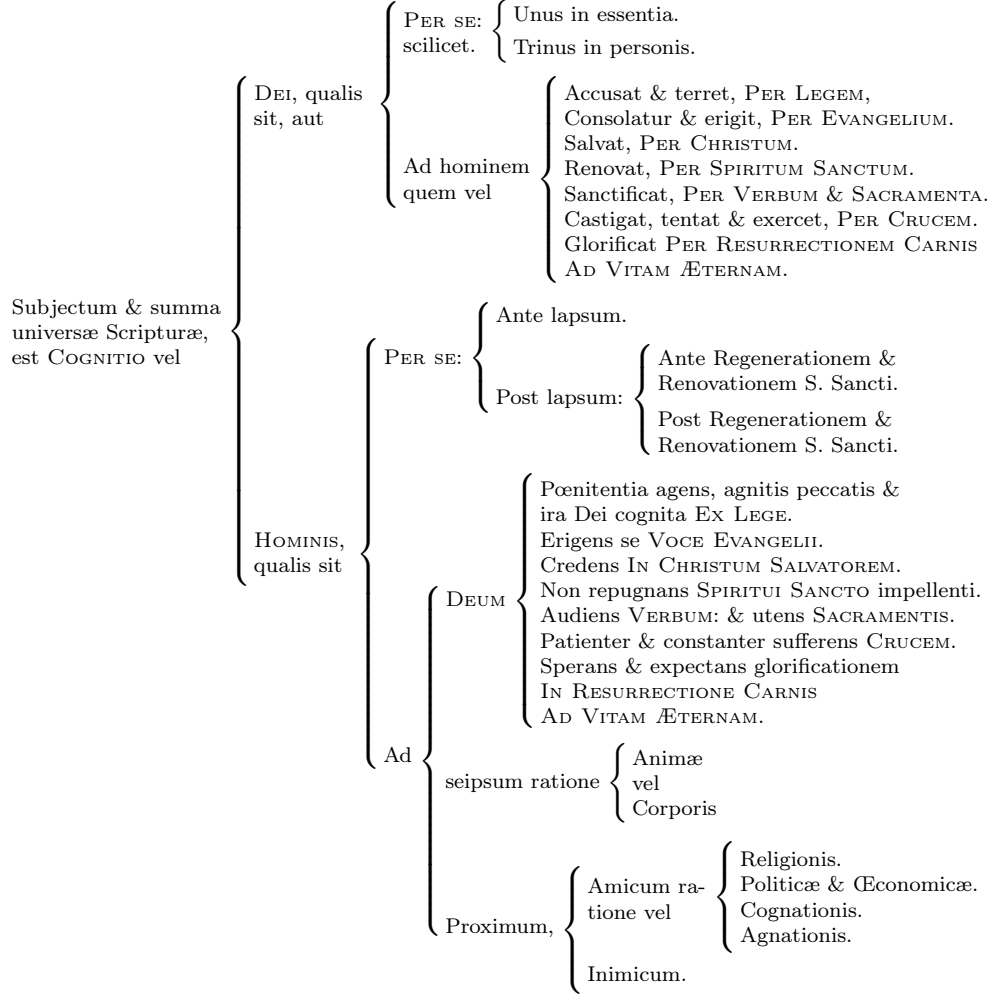 Subjectum & summa
universæ Scripturæ,
est COGNITIO vel
DEI, qualis
sit, aut
PER SE:
scilicet.
Unus in essentia.
Trinus in personis.
Ad hominem
quem vel
Accusat & terret, PER LEGEM,
Consolatur & erigit, PER EVANGELIUM.
Salvat, PER CHRISTUM.
Renovat, PER SPIRITUM SANCTUM.
Sanctificat, PER VERBUM & SACRAMENTA.
Castigat, tentat & exercet, PER CRUCEM.
Glorificat PER RESURRECTIONEM CARNIS
AD VITAM ÆTERNAM.
HOMINIS,
qualis sit
PER SE:
Ante lapsum.
Post lapsum:
Ante Regenerationem &
Renovationem S. Sancti.
Post Regenerationem &
Renovationem S. Sancti.
Ad
DEUM
Pœnitentia agens, agnitis peccatis &
ira Dei cognita EX LEGE.
Erigens se VOCE EVANGELII.
Credens IN CHRISTUM SALVATOREM.
Non repugnans SPIRITUI SANCTO impellenti.
Audiens VERBUM: & utens SACRAMENTIS.
Patienter & constanter sufferens CRUCEM.
Sperans & expectans glorificationem
IN RESURRECTIONE CARNIS
AD VITAM ÆTERNAM.
seipsum ratione
Animæ
vel
Corporis
Proximum,
Amicum ra-
tione vel
Religionis.
Politicæ & Œconomicæ.
Cognationis.
Agnationis.
Inimicum.